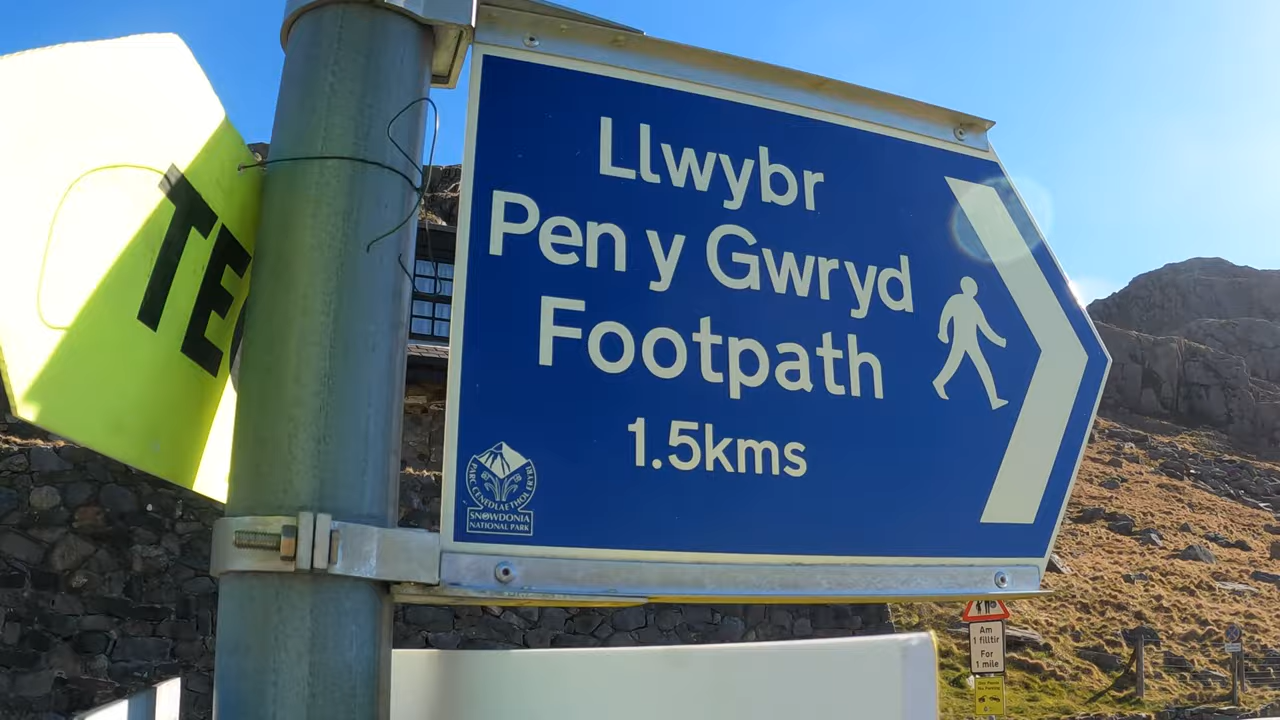 TE
Llwybr
Pen y Gwryd
Footpath
1.5kms
PARC CENEDLAETHOL ERYRI
SNOWDONIA
NATIONAL PARK
Am
1 filltir
For
1 mile